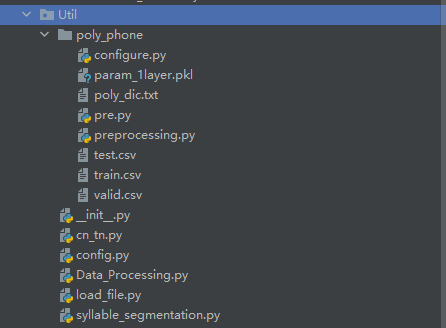 Util
poly_phone
configure.py
param_1layer.pkl
poly_dic.txt
pre.py
preprocessing.py
test.csv
train.csv
valid.csv
__init__.py
cn_tn.py
config.py
Data_Processing.py
load_file.py
syllable_segmentation.py